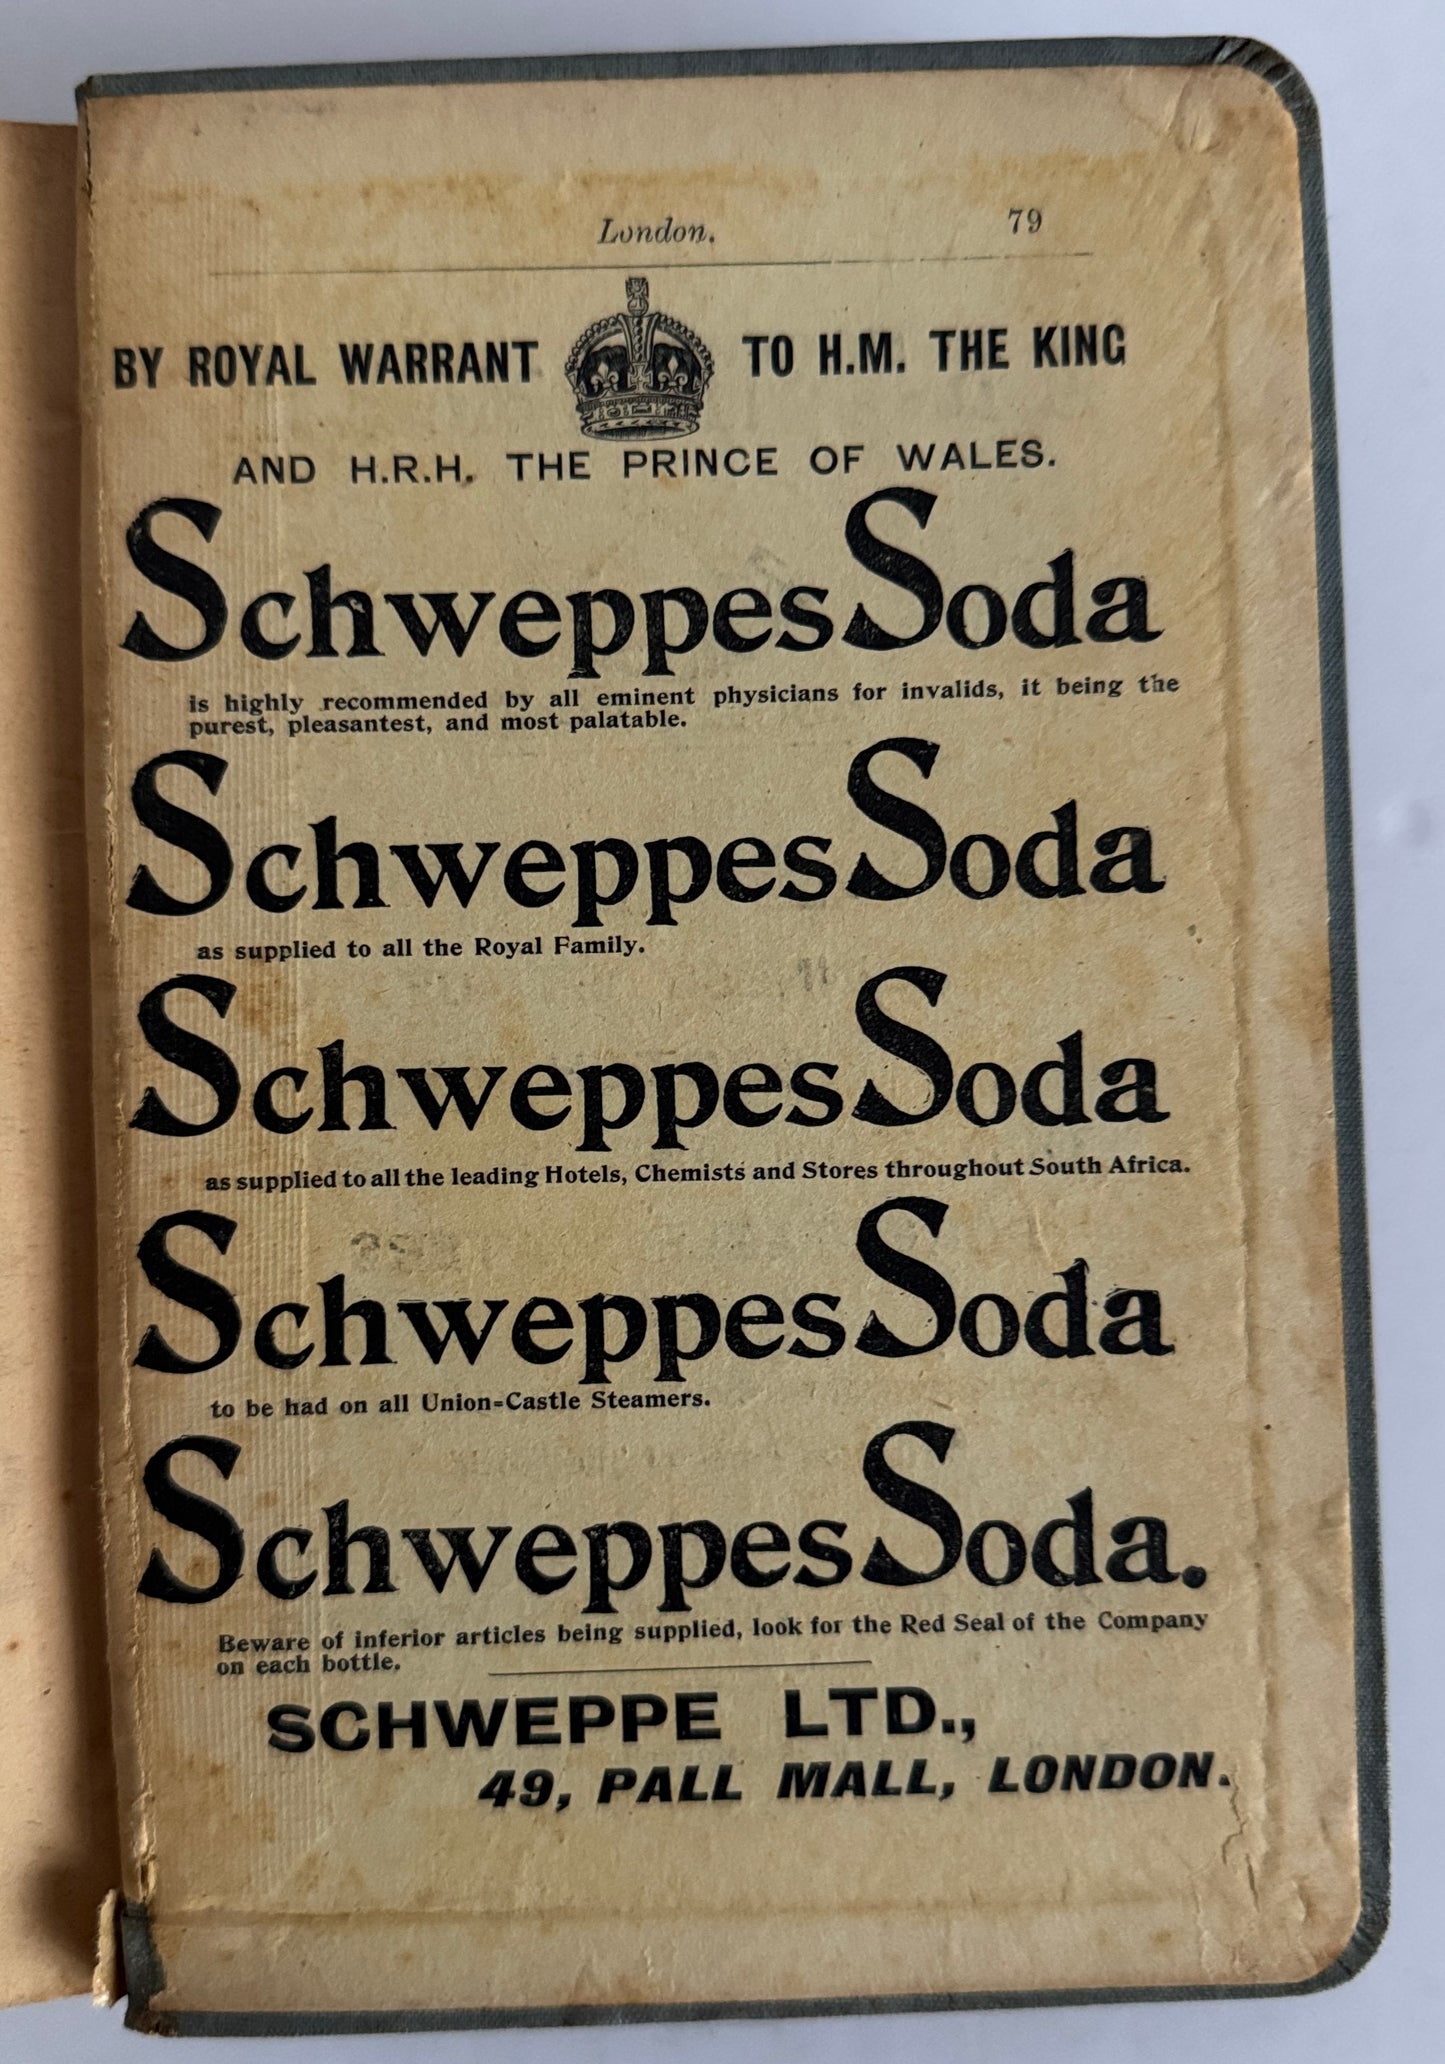 London. 79
BY ROYAL WARRANT TO H.M. THE KING
AND H.R.H. THE PRINCE OF WALES.
Schweppes Soda
is highly recommended by all eminent physicians for invalids, it being the
purest, pleasantest, and most palatable.
Schweppes Soda
as supplied to all the Royal Family.
Schweppes Soda
as supplied to all the leading Hotels, Chemists and Stores throughout South Africa.
Schweppes Soda
to be had on all Union-Castle Steamers.
Schweppes Soda.
Beware of inferior articles being supplied, look for the Red Seal of the Company
on each bottle.
SCHWEPPE LTD.,
49, PALL MALL, LONDON.